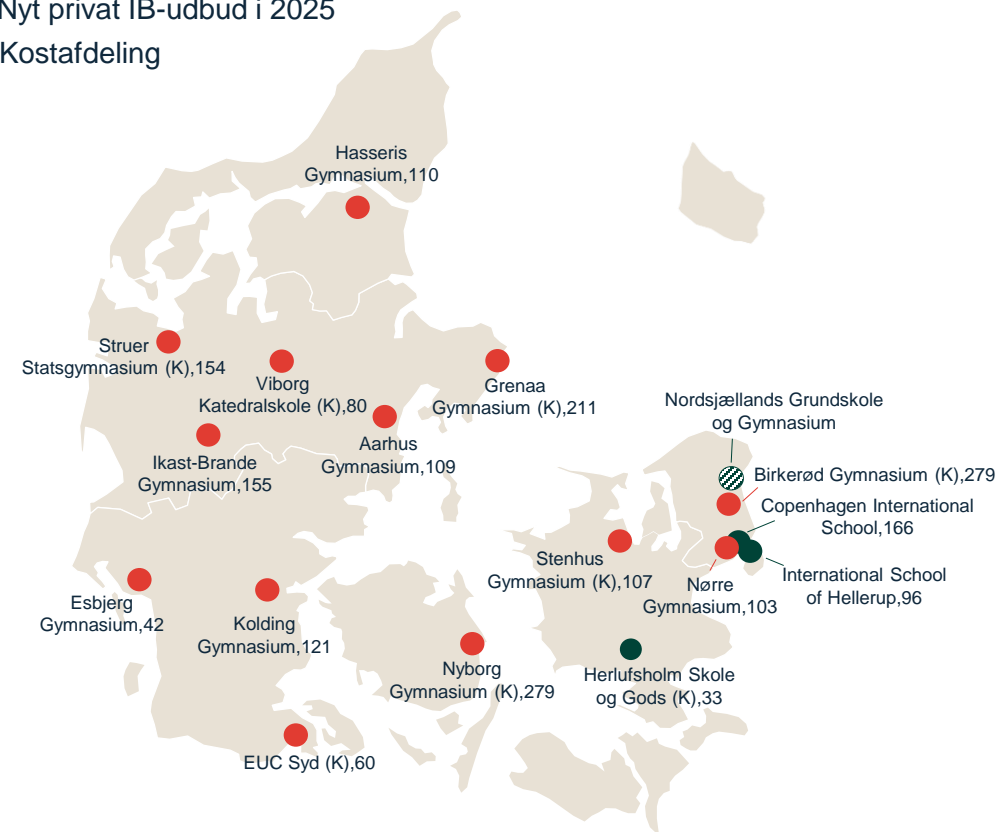 Nyt privat IB-udbud i 2025
Kostafdeling
Hasseris
Gymnasium,110
Struer
Statsgymnasium (K),154
Viborg
Katedralskole (K),80
Grenaa
Gymnasium (K),211
Aarhus
Gymnasium,109
Ikast-Brande
Gymnasium,155
Nordsjællands Grundskole
og Gymnasium
Birkerød Gymnasium (K),279
Copenhagen International
School,166
Stenhus
Gymnasium (K),107
Nørre
Gymnasium,103
International School
of Hellerup,96
Esbjerg
Gymnasium,42
Kolding
Gymnasium,121
Nyborg
Gymnasium (K),279
Herlufsholm Skole
og Gods (K),33
EUC Syd (K),60